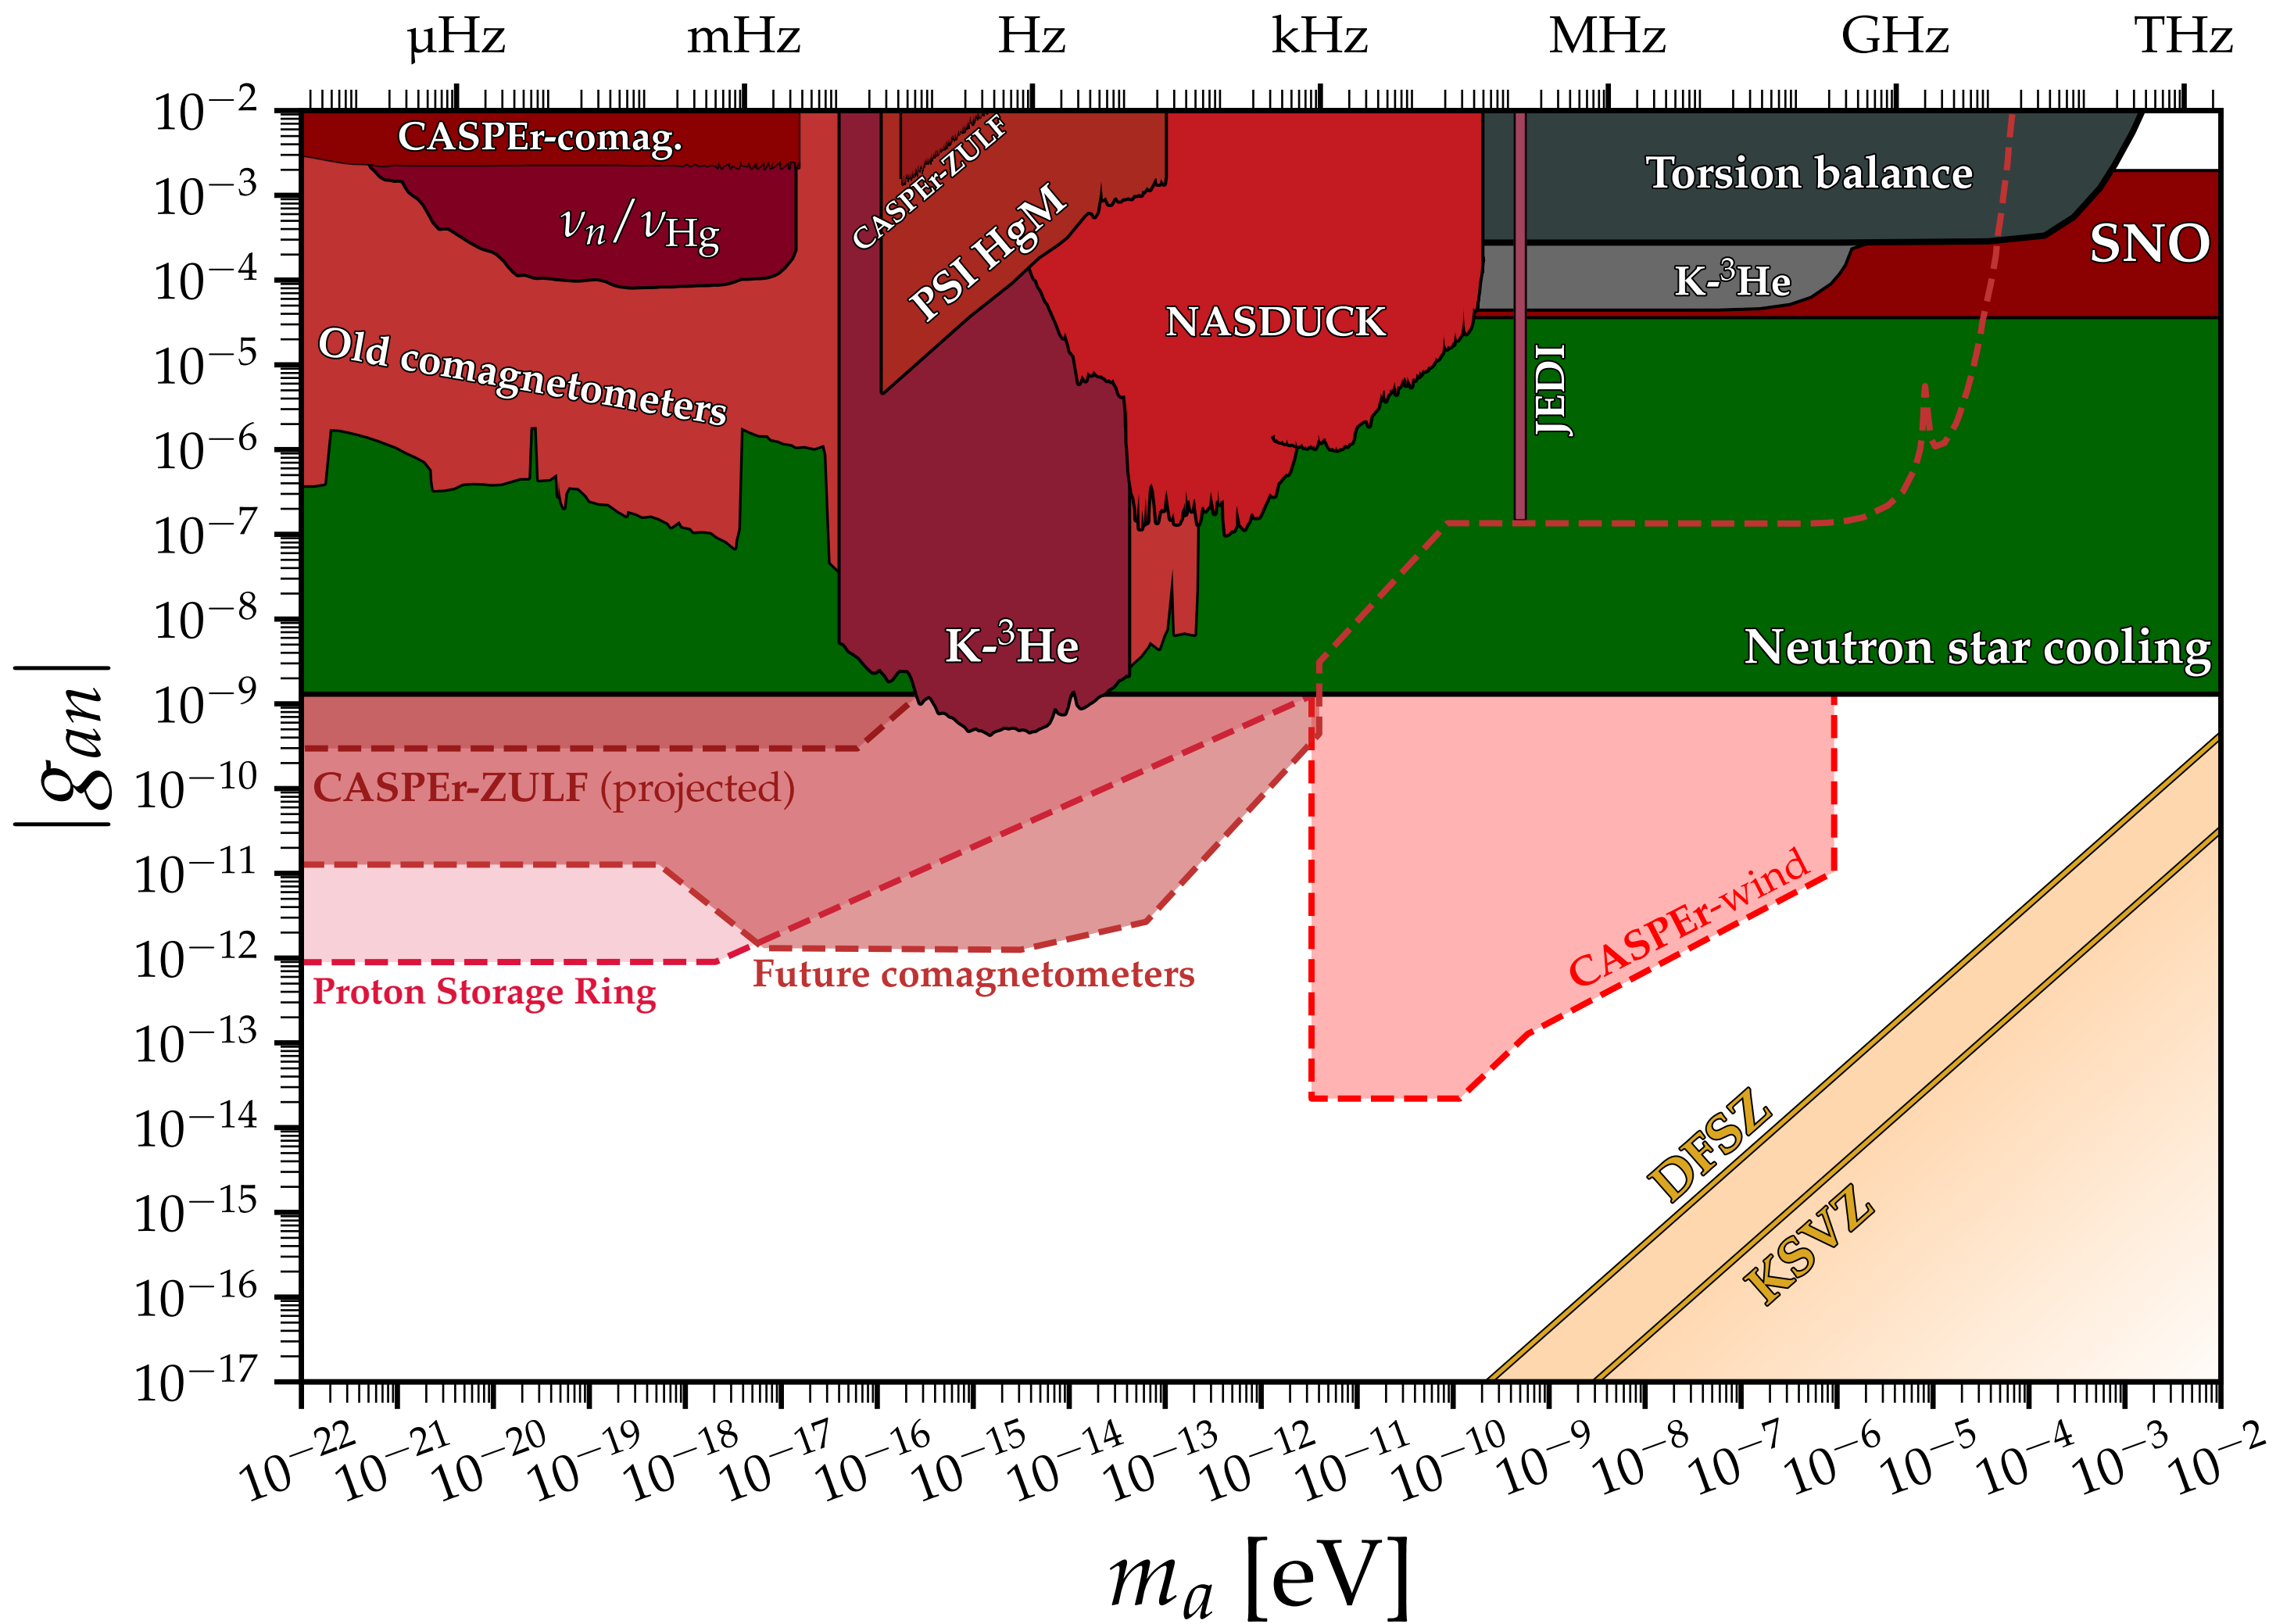 μHz mHz Hz kHz MHz GHz THz
10⁻²
10⁻³
10⁻⁴
10⁻⁵
10⁻⁶
10⁻⁷
10⁻⁸
10⁻⁹
10⁻¹⁰
10⁻¹¹
10⁻¹²
10⁻¹³
10⁻¹⁴
10⁻¹⁵
10⁻¹⁶
10⁻¹⁷
|gₐₙ|
CASPEr-comag.
νₙ/ν_Hg
Old comagnetometers
CASPEr-ZULF
PSI HgM
K-³He
NASDUCK
JEDI
Torsion balance
K-³He
SNO
Neutron star cooling
CASPEr-ZULF (projected)
Proton Storage Ring
Future comagnetometers
CASPEr-wind
DFSZ
KSVZ
10⁻²² 10⁻²¹ 10⁻²⁰ 10⁻¹⁹ 10⁻¹⁸ 10⁻¹⁷ 10⁻¹⁶ 10⁻¹⁵ 10⁻¹⁴ 10⁻¹³ 10⁻¹² 10⁻¹¹ 10⁻¹⁰ 10⁻⁹ 10⁻⁸ 10⁻⁷ 10⁻⁶ 10⁻⁵ 10⁻⁴ 10⁻³ 10⁻²
mₐ [eV]